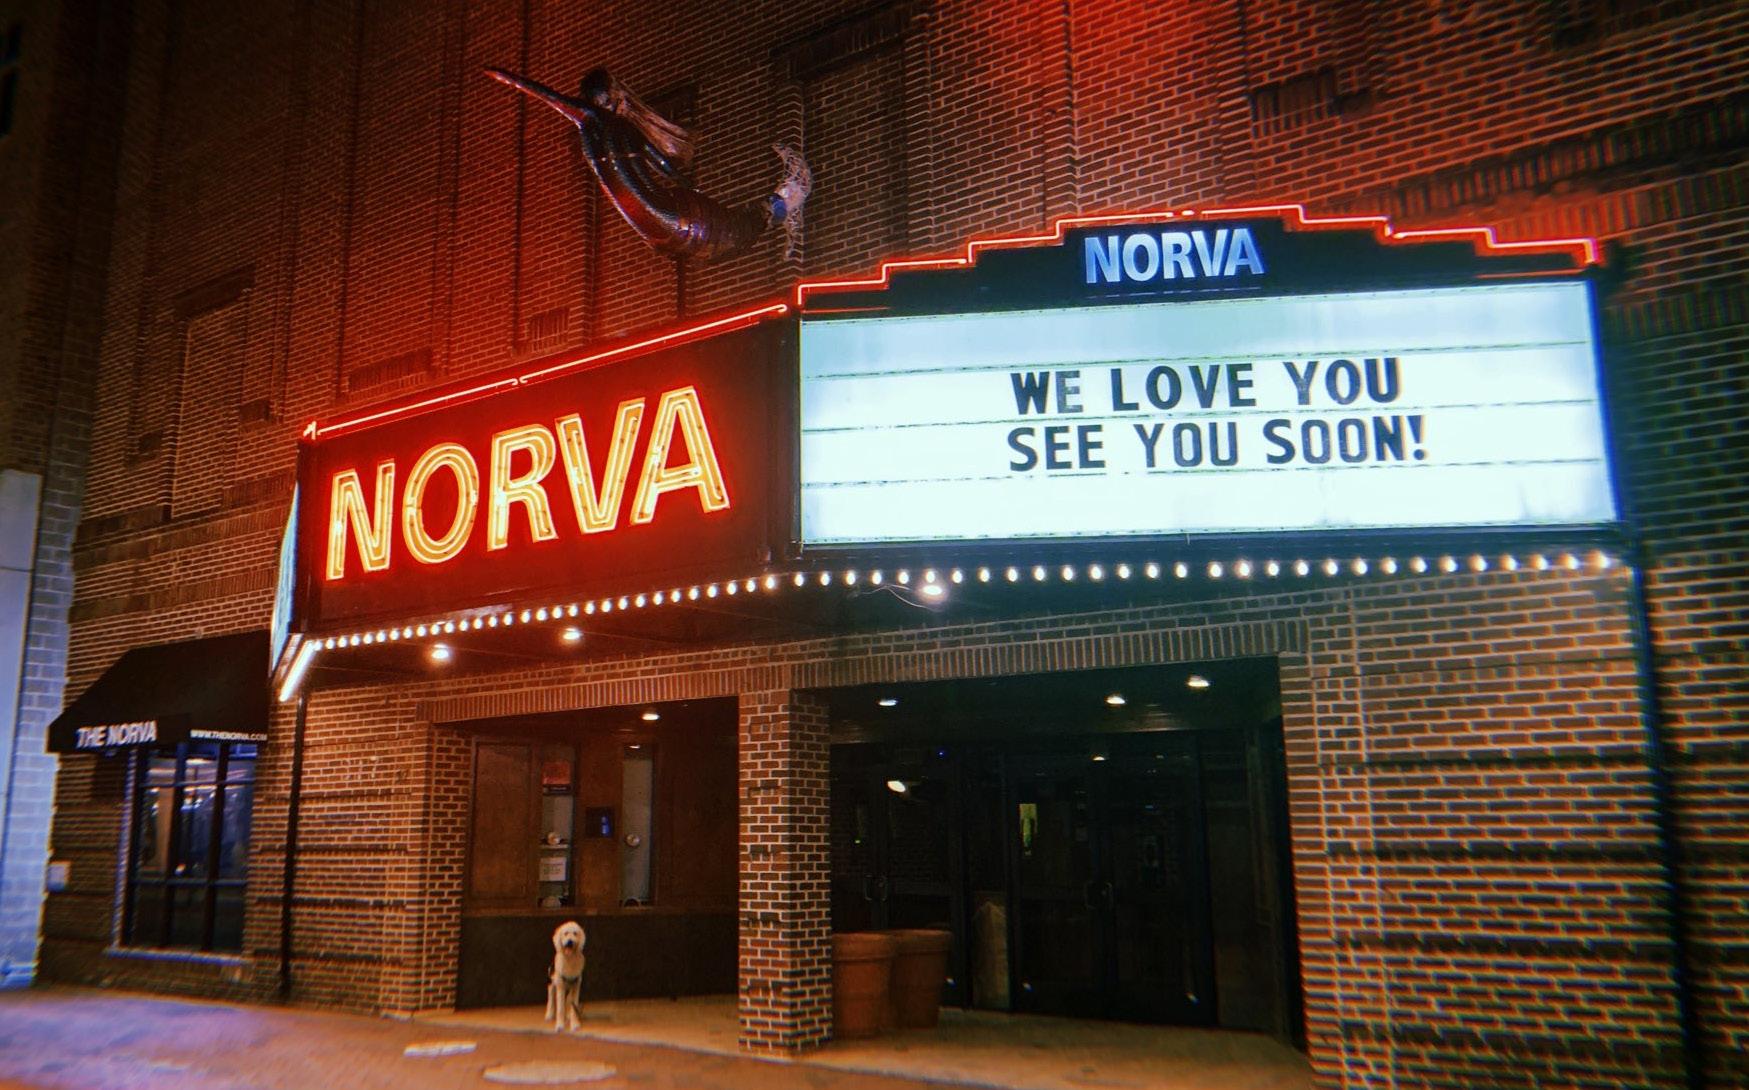 NORVA
NORVA
WE LOVE YOU
SEE YOU SOON!
THE NORVA
WWW.THENORVA.COM